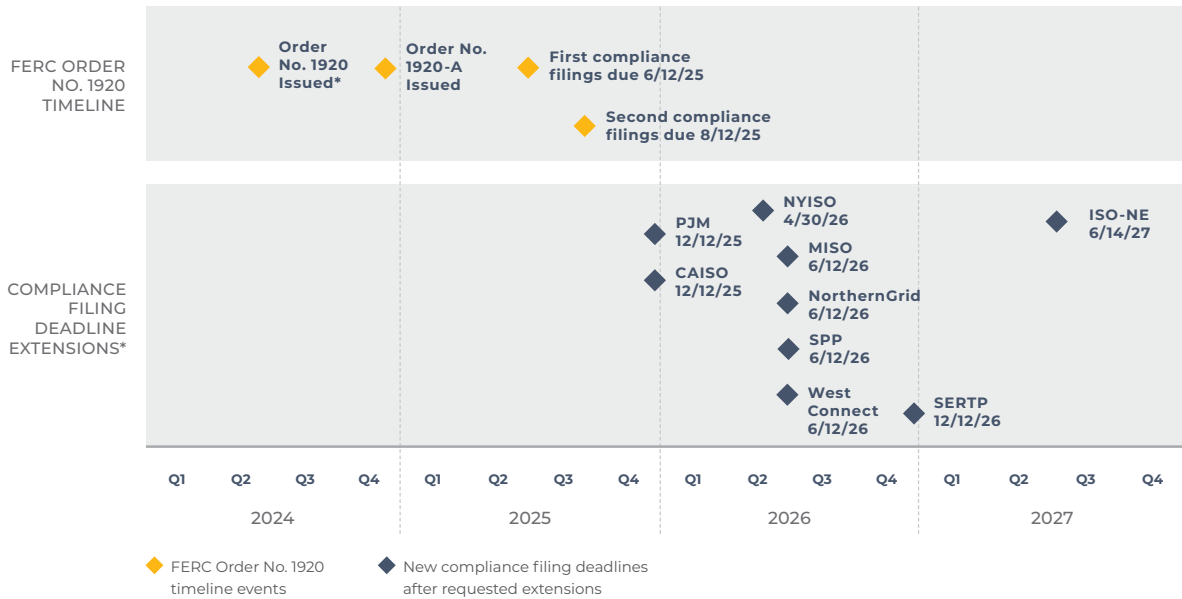 FERC ORDER
NO. 1920
TIMELINE
Order
No. 1920
Issued*
Order No.
1920-A
Issued
First compliance
filings due 6/12/25
Second compliance
filings due 8/12/25
COMPLIANCE
FILING
DEADLINE
EXTENSIONS*
PJM
12/12/25
CAISO
12/12/25
NYISO
4/30/26
MISO
6/12/26
NorthernGrid
6/12/26
SPP
6/12/26
West
Connect
6/12/26
SERTP
12/12/26
ISO-NE
6/14/27
Q1 Q2 Q3 Q4 Q1 Q2 Q3 Q4 Q1 Q2 Q3 Q4 Q1 Q2 Q3 Q4
2024 2025 2026 2027
FERC Order No. 1920
timeline events
New compliance filing deadlines
after requested extensions